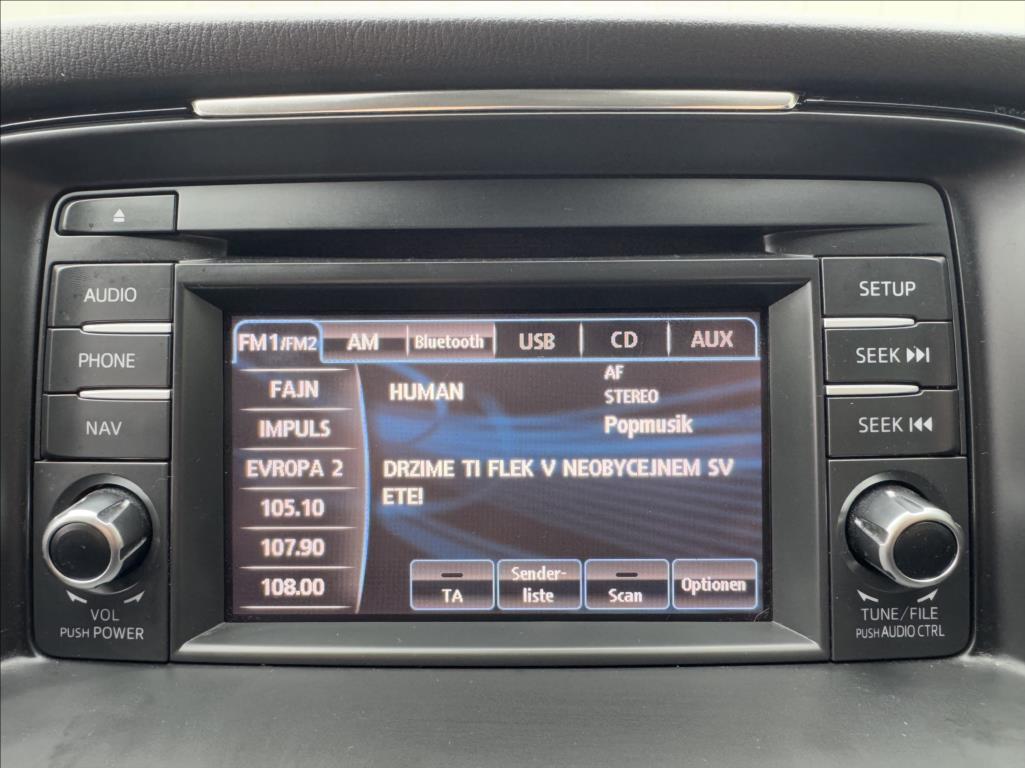 AUDIO
PHONE
NAV
VOL
PUSH POWER
FM1/FM2 AM Bluetooth USB CD AUX
FAJN
IMPULS
EVROPA 2
105.10
107.90
108.00
HUMAN
AF
STEREO
Popmusik
DRZIME TI FLEK V NEOBYCEJNEM SV
ETE!
TA
Sender-
liste
Scan
Optionen
SETUP
SEEK
SEEK
TUNE/FILE
PUSH AUDIO CTRL